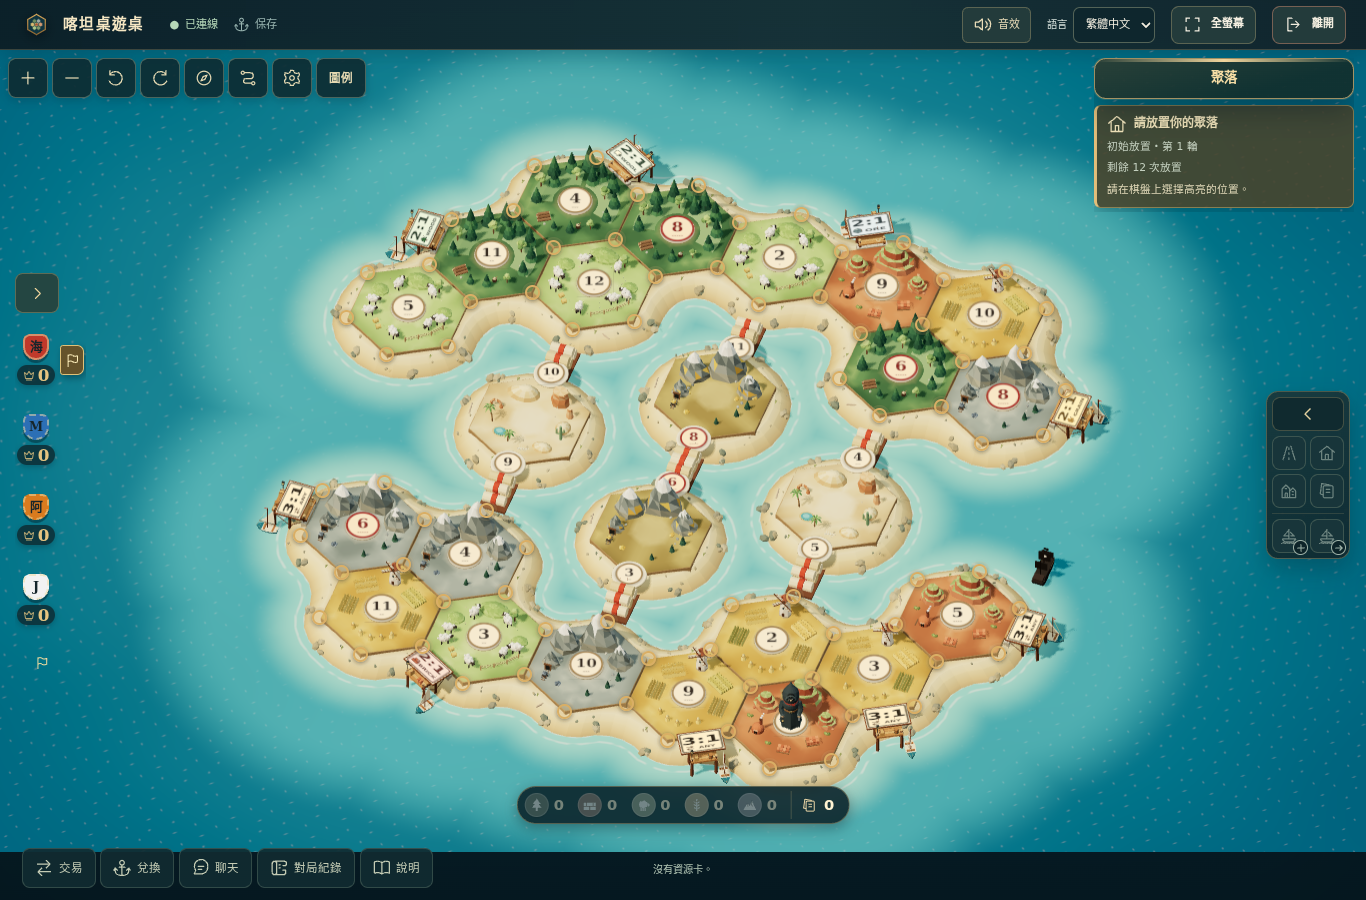 喀坦桌遊桌
已連線
保存
音效
語言
繁體中文
全螢幕
離開
圖例
聚落
請放置你的聚落
初始放置・第 1 輪
剩餘 12 次放置
請在棋盤上選擇高亮的位置。
海
0
M
0
阿
0
J
0
2:1
4
2:1
8
11
2:1
ORE
2
12
9
5
10
10
6
8
2:1
8
9
4
3:1
6
4
5
3
11
5
3:1
3
2
2:1
10
3
9
3:1
ANY
3:1
ANY
0
0
0
0
0
0
交易
兌換
聊天
對局紀錄
說明
沒有資源卡。